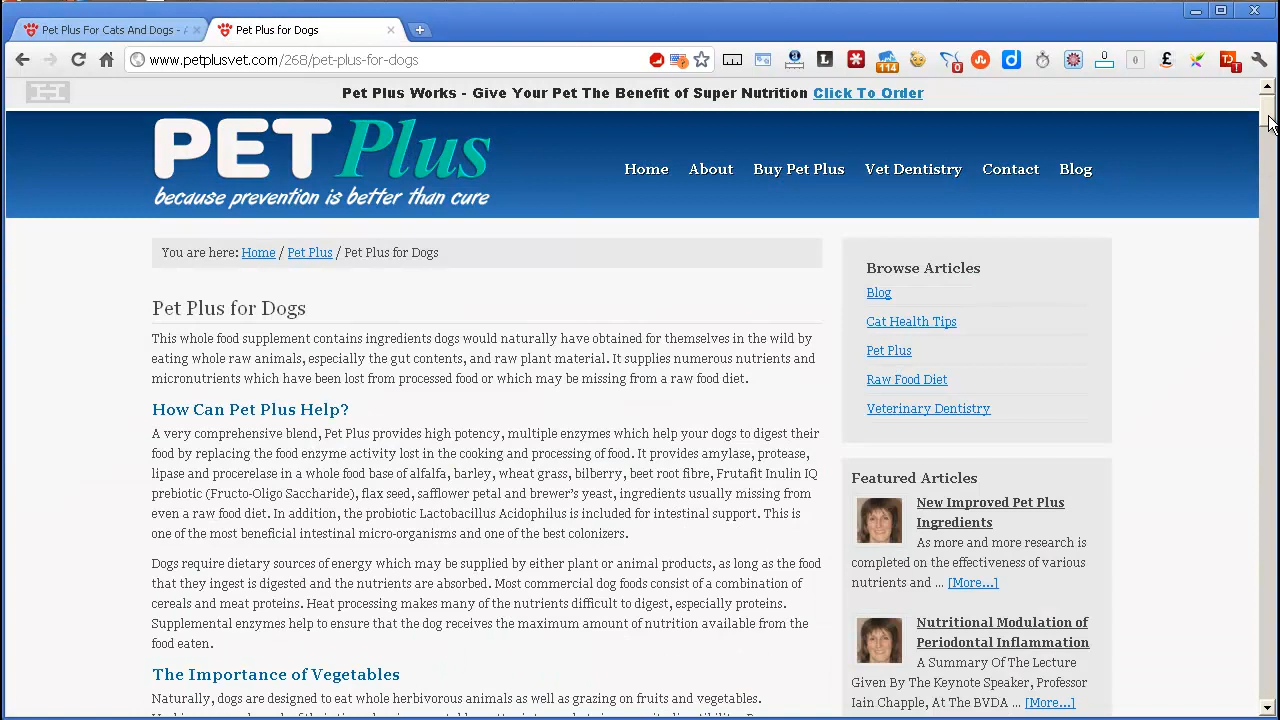 Pet Plus For Cats And Dogs -
Pet Plus for Dogs
www.petplusvet.com/268/pet-plus-for-dogs
114
0
0
0
£
1
Pet Plus Works - Give Your Pet The Benefit of Super Nutrition Click To Order
PET Plus
because prevention is better than cure
Home About Buy Pet Plus Vet Dentistry Contact Blog
You are here: Home / Pet Plus / Pet Plus for Dogs
Pet Plus for Dogs
This whole food supplement contains ingredients dogs would naturally have obtained for themselves in the wild by
eating whole raw animals, especially the gut contents, and raw plant material. It supplies numerous nutrients and
micronutrients which have been lost from processed food or which may be missing from a raw food diet.
How Can Pet Plus Help?
A very comprehensive blend, Pet Plus provides high potency, multiple enzymes which help your dogs to digest their
food by replacing the food enzyme activity lost in the cooking and processing of food. It provides amylase, protease,
lipase and procerelase in a whole food base of alfalfa, barley, wheat grass, bilberry, beet root fibre, Frutafit Inulin IQ
prebiotic (Fructo-Oligo Saccharide), flax seed, safflower petal and brewer's yeast, ingredients usually missing from
even a raw food diet. In addition, the probiotic Lactobacillus Acidophilus is included for intestinal support. This is
one of the most beneficial intestinal micro-organisms and one of the best colonizers.
Dogs require dietary sources of energy which may be supplied by either plant or animal products, as long as the food
that they ingest is digested and the nutrients are absorbed. Most commercial dog foods consist of a combination of
cereals and meat proteins. Heat processing makes many of the nutrients difficult to digest, especially proteins.
Supplemental enzymes help to ensure that the dog receives the maximum amount of nutrition available from the
food eaten.
The Importance of Vegetables
Naturally, dogs are designed to eat whole herbivorous animals as well as grazing on fruits and vegetables.
Browse Articles
Blog
Cat Health Tips
Pet Plus
Raw Food Diet
Veterinary Dentistry
Featured Articles
New Improved Pet Plus
Ingredients
As more and more research is
completed on the effectiveness of various
nutrients and ... [More...]
Nutritional Modulation of
Periodontal Inflammation
A Summary Of The Lecture
Given By The Keynote Speaker, Professor
Iain Chapple, At The BVDA ... [More...]